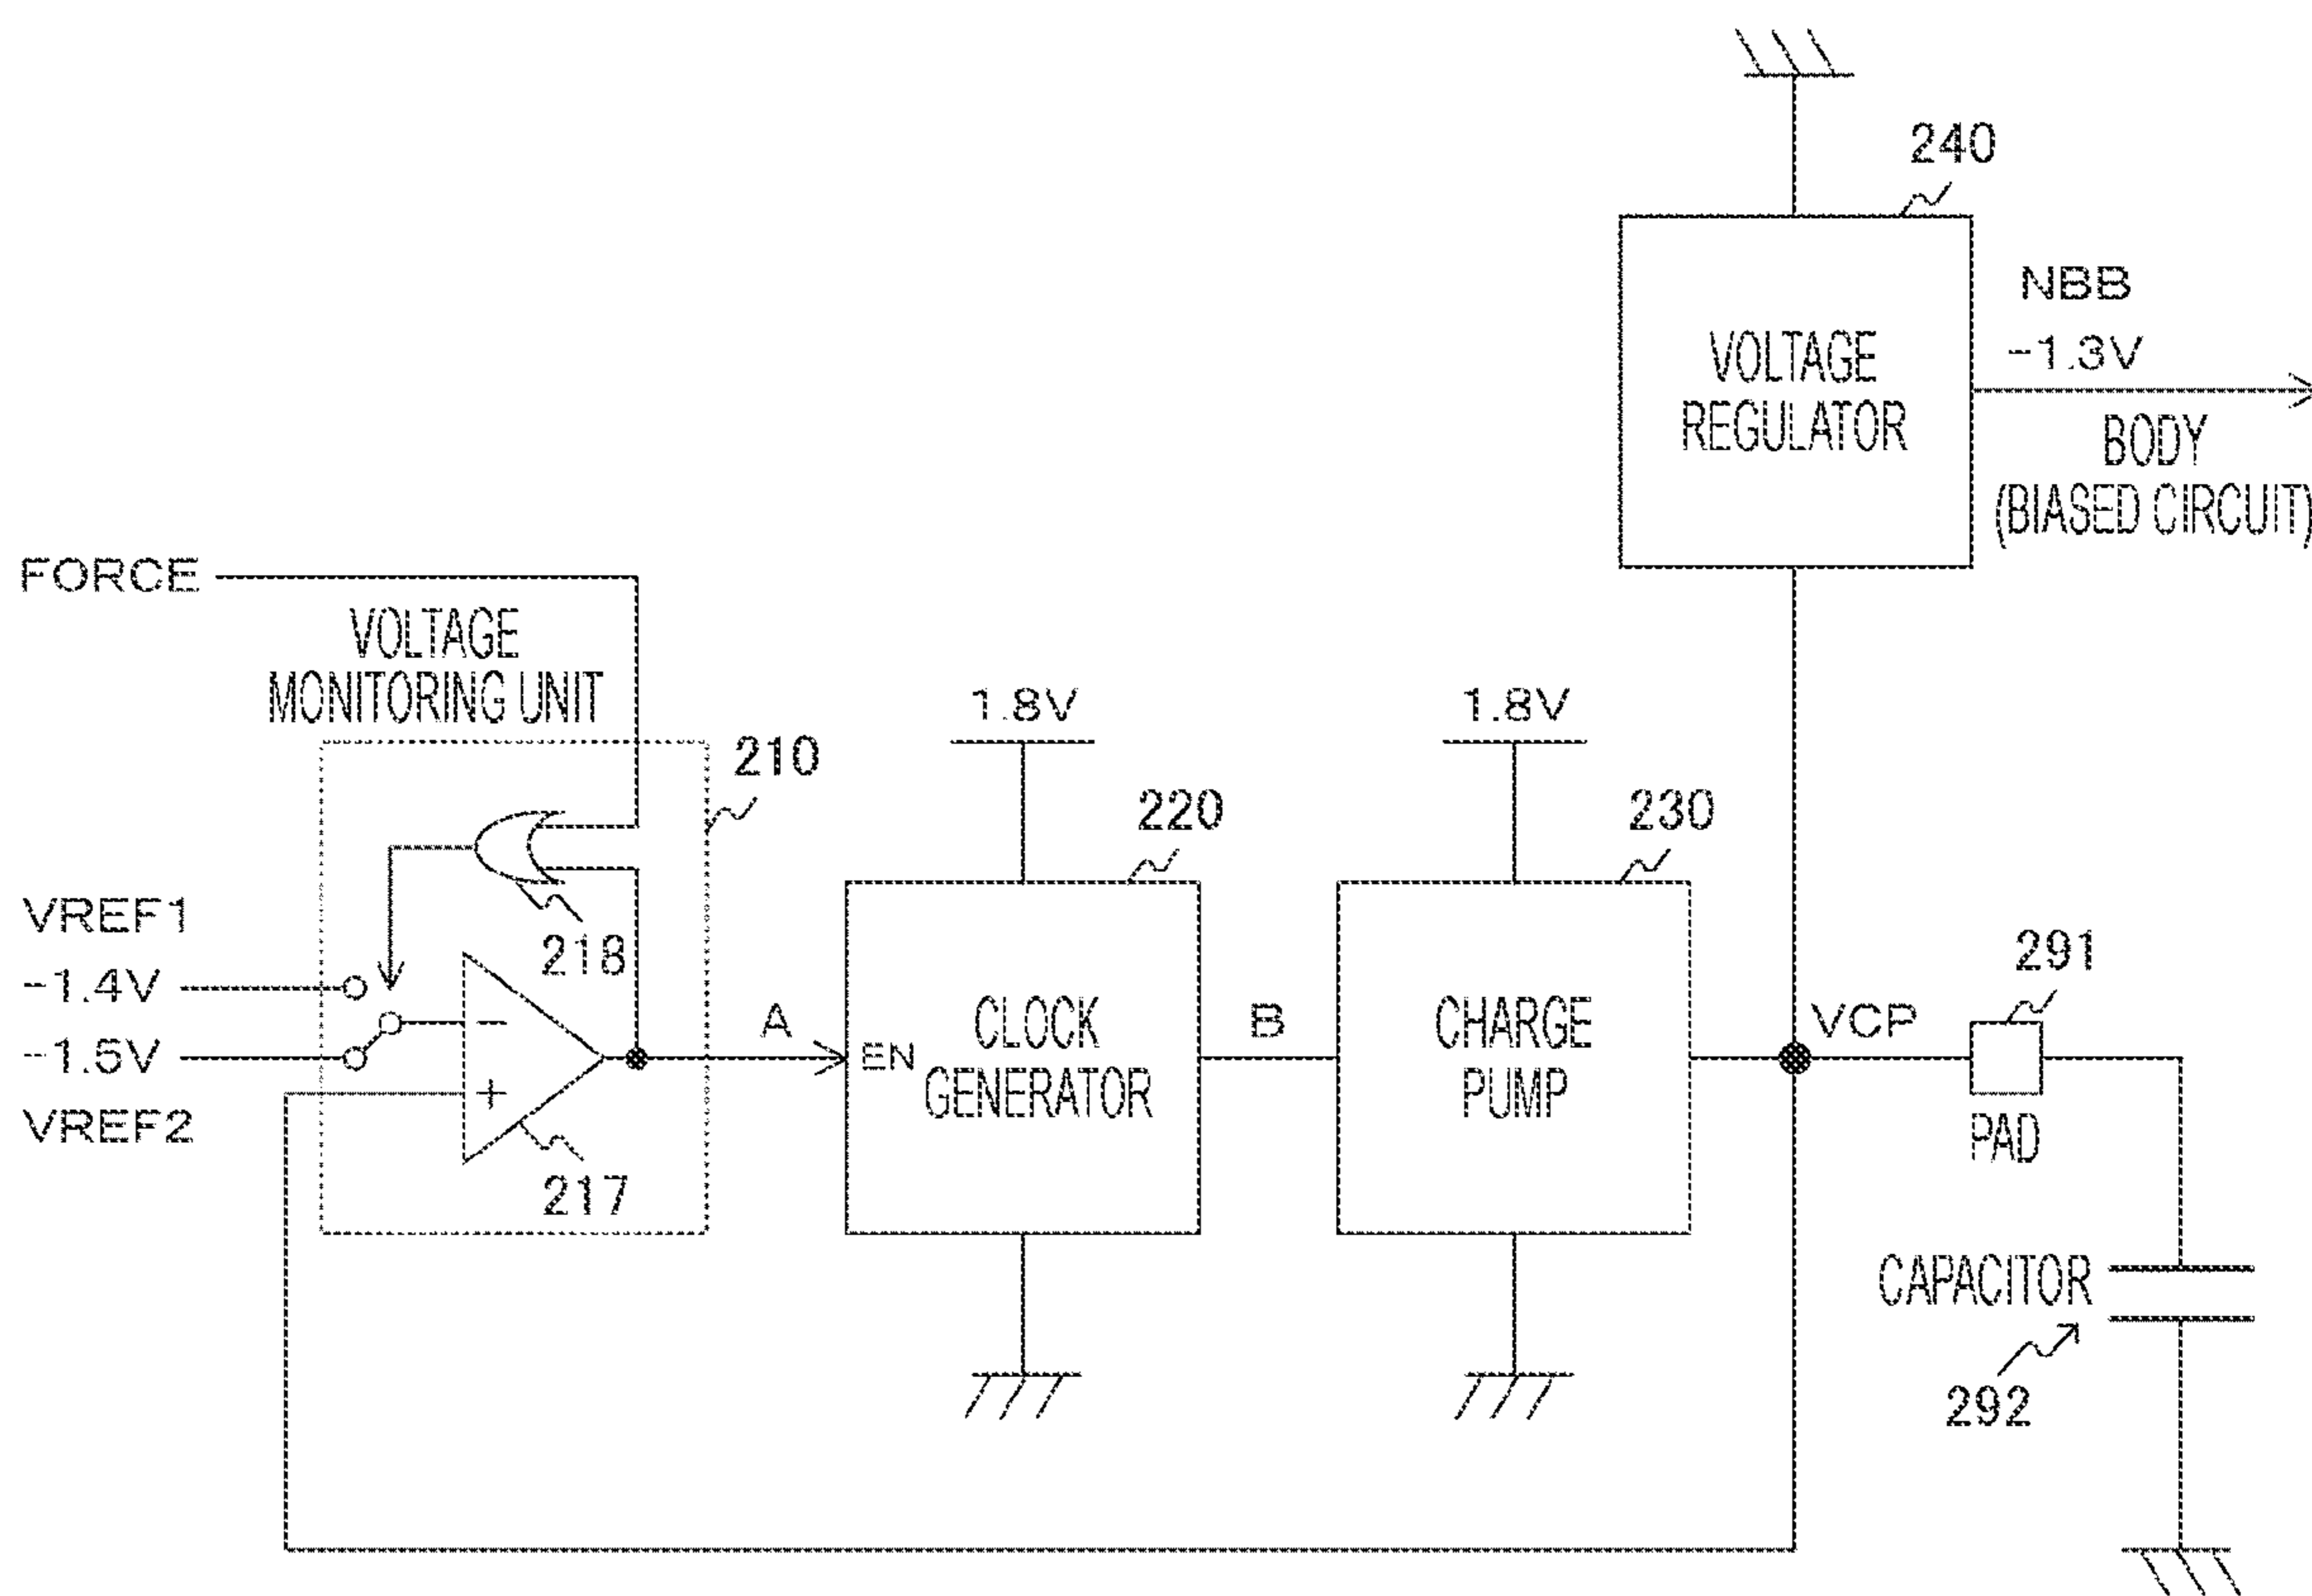 240
NBB
-1.3V
VOLTAGE
REGULATOR
BODY
(BIASED CIRCUIT)
FORCE
VOLTAGE
MONITORING UNIT
210
1.8V
1.8V
220
230
218
VREF1
-1.4V
-1.5V
VREF2
-
+
217
A
EN
CLOCK
GENERATOR
B
CHARGE
PUMP
VCP
291
PAD
CAPACITOR
292